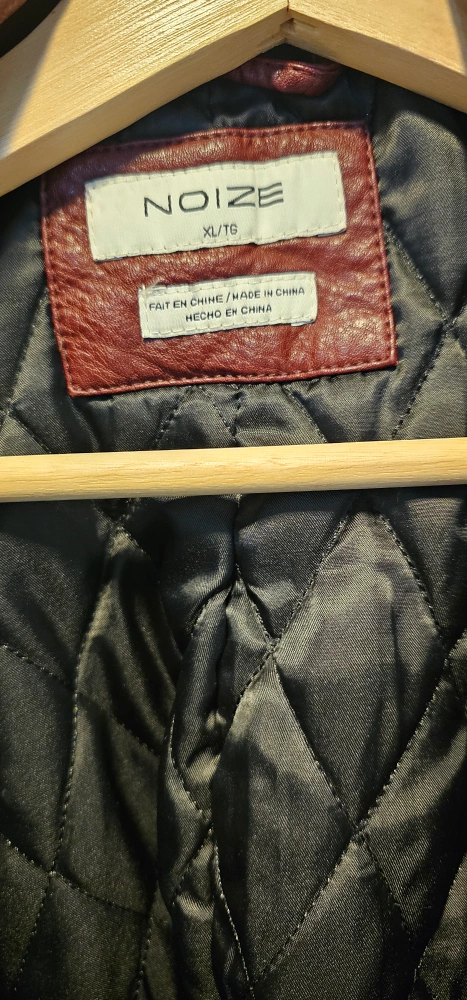 NOIZE
XL/TG
FAIT EN CHINE / MADE IN CHINA
HECHO EN CHINA